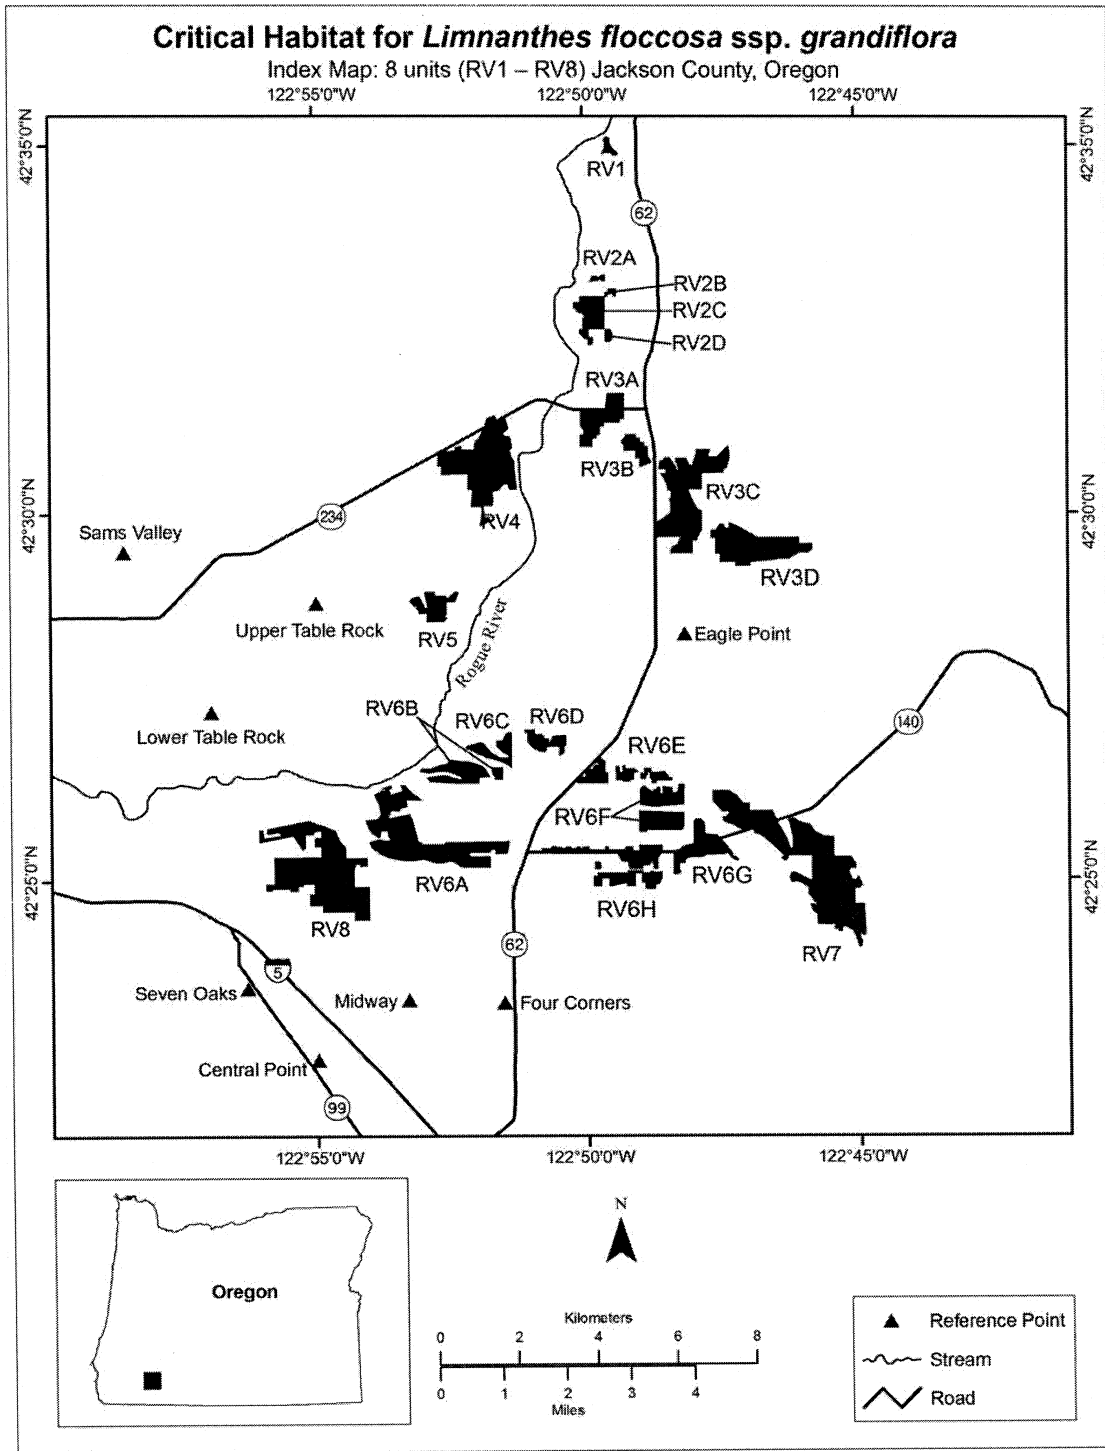 Critical Habitat for Limnanthes floccosa ssp. grandiflora
Index Map: 8 units (RV1 – RV8) Jackson County, Oregon
122°55'0"W
122°50'0"W
122°45'0"W
42°35'0"N
42°35'0"N
RV1
62
RV2A
RV2B
RV2C
RV2D
RV3A
RV3B
RV3C
RV4
42°30'0"N
42°30'0"N
234
Sams Valley
RV3D
Upper Table Rock
RV5
Rogue River
Eagle Point
RV6B
RV6C
RV6D
Lower Table Rock
140
RV6E
RV6F
RV6A
RV6G
42°25'0"N
42°25'0"N
RV6H
RV8
62
RV7
5
Seven Oaks
Midway
Four Corners
Central Point
99
122°55'0"W
122°50'0"W
122°45'0"W
Oregon
N
Kilometers
0 2 4 6 8
0 1 2 3 4
Miles
Reference Point
Stream
Road